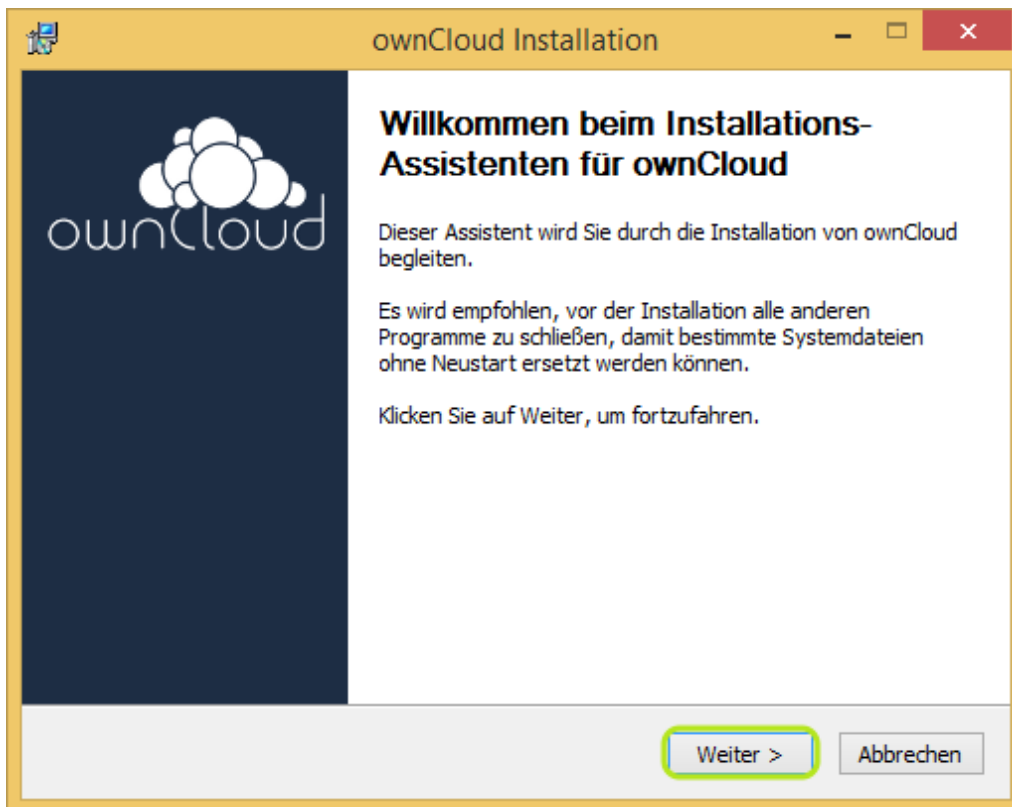 ownCloud Installation
ownCloud
Willkommen beim Installations-
Assistenten für ownCloud
Dieser Assistent wird Sie durch die Installation von ownCloud
begleiten.
Es wird empfohlen, vor der Installation alle anderen
Programme zu schließen, damit bestimmte Systemdateien
ohne Neustart ersetzt werden können.
Klicken Sie auf Weiter, um fortzufahren.
Weiter >
Abbrechen